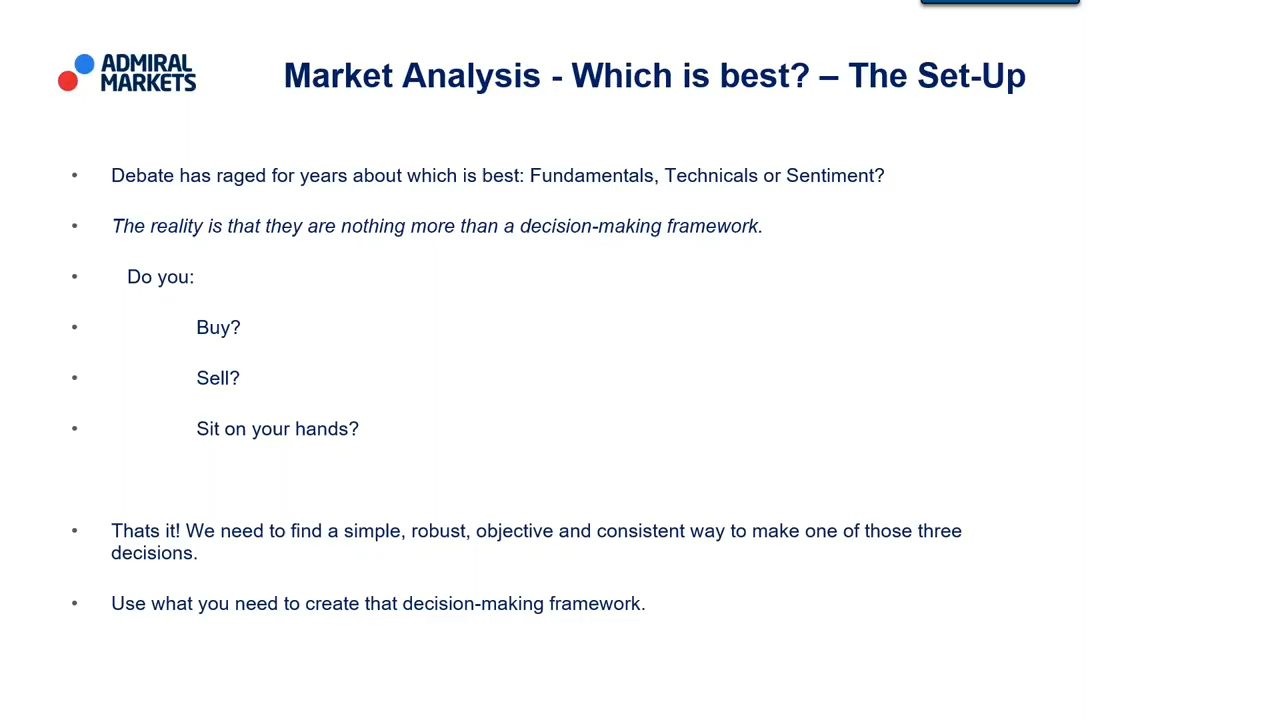 ADMIRAL
MARKETS
Market Analysis - Which is best? – The Set-Up
• Debate has raged for years about which is best: Fundamentals, Technicals or Sentiment?
• The reality is that they are nothing more than a decision-making framework.
• Do you:
• Buy?
• Sell?
• Sit on your hands?
• Thats it! We need to find a simple, robust, objective and consistent way to make one of those three
decisions.
• Use what you need to create that decision-making framework.